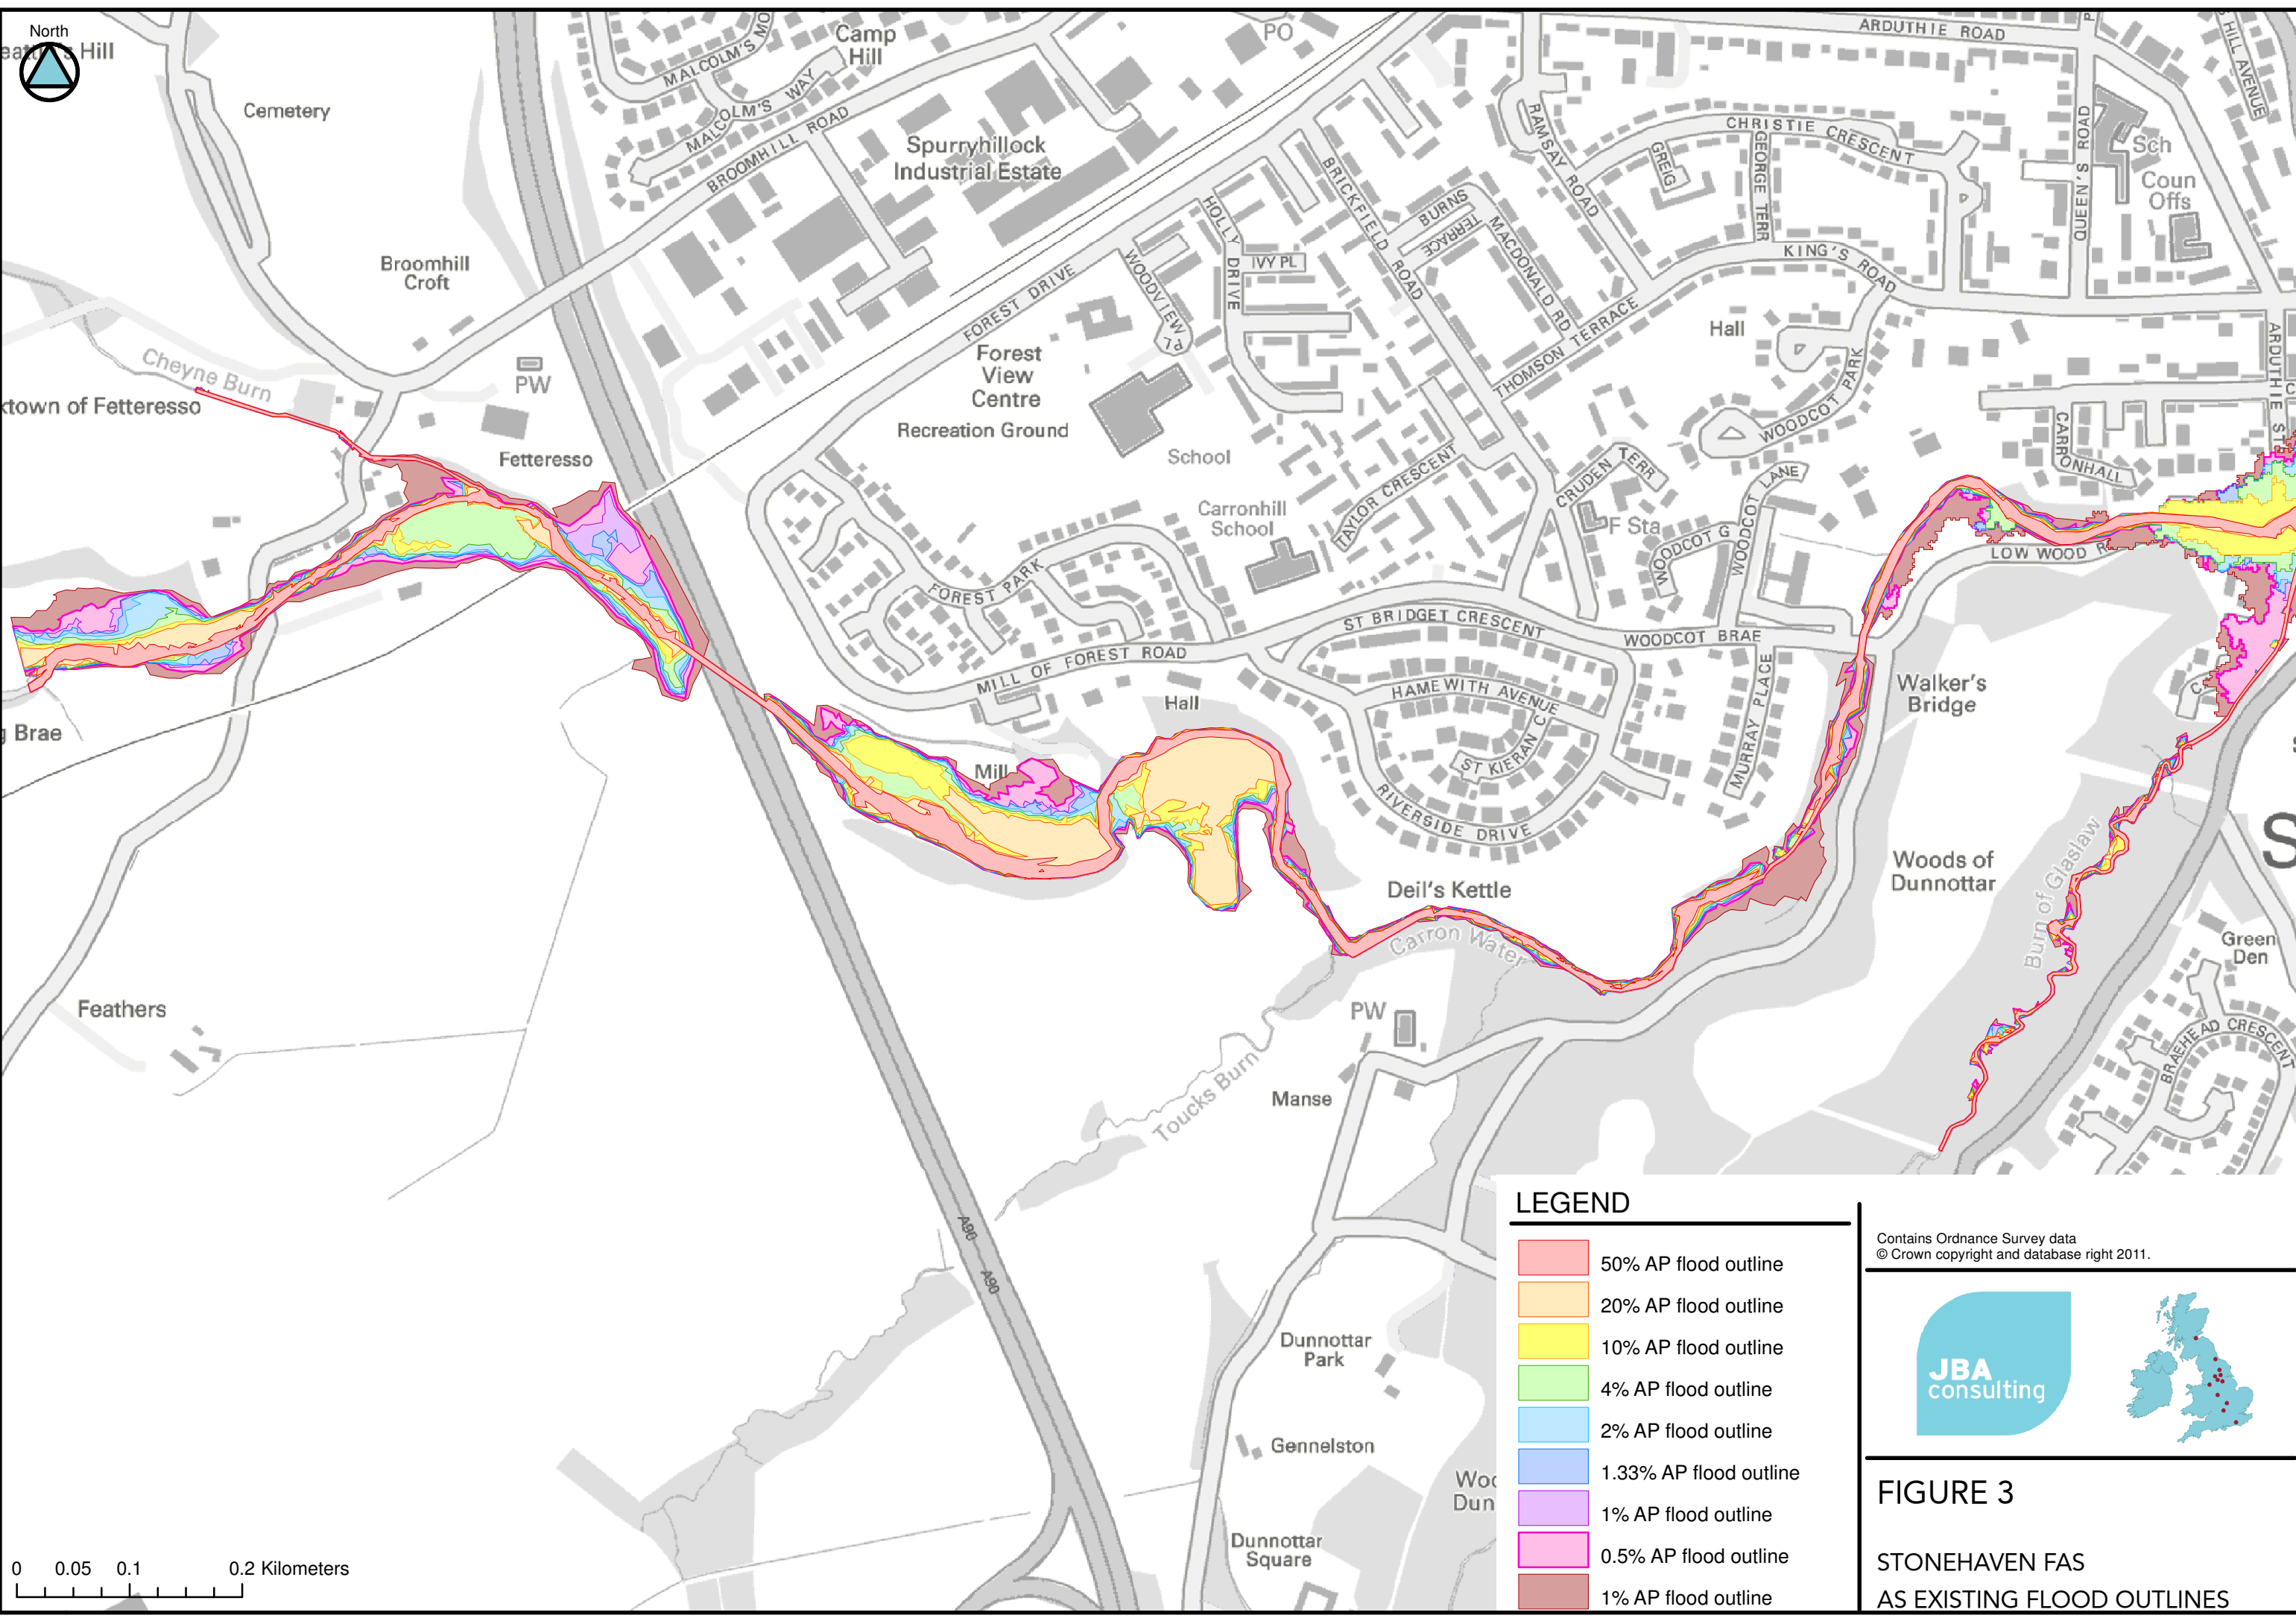 North
Hill
Cemetery
Camp
Hill
PO
ARDUTHIE ROAD
HILL AVENUE
MALCOLM'S MO
MALCOLM'S WAY
BROOMHILL ROAD
Spurryhillock
Industrial Estate
RAMSAY ROAD
CHRISTIE CRESCENT
GREIG
GEORGE TERR
QUEEN'S ROAD
Sch
Coun
Offs
Broomhill
Croft
BRICKFIELD ROAD
BURNS
TERRACE
MACDONALD RD
HOLLY DRIVE
IVY PL
WOODVIEW PL
FOREST DRIVE
KING'S ROAD
THOMSON TERRACE
Hall
WOODCOT PARK
ARDUTHIE ST
Cheyne Burn
ktown of Fetteresso
PW
Fetteresso
Forest
View
Centre
Recreation Ground
School
Carronhill
School
TAYLOR CRESCENT
CRUDEN TERR
F Sta
WOODCOT G
WOODCOT LANE
CARRONHALL
LOW WOOD R
FOREST PARK
ST BRIDGET CRESCENT
WOODCOT BRAE
MILL OF FOREST ROAD
Hall
HAMEWITH AVENUE
ST KIERAN C
MURRAY PLACE
RIVERSIDE DRIVE
Walker's
Bridge
g Brae
Mill
Deil's Kettle
Carron Water
Woods of
Dunnottar
Burn of Glaslaw
S
Green
Den
BRAEHEAD CRESCENT
Feathers
PW
Manse
Toucks Burn
A90
A90
Dunnottar
Park
Gennelston
Woo
Dun
Dunnottar
Square
0 0.05 0.1 0.2 Kilometers
LEGEND
50% AP flood outline
20% AP flood outline
10% AP flood outline
4% AP flood outline
2% AP flood outline
1.33% AP flood outline
1% AP flood outline
0.5% AP flood outline
1% AP flood outline
Contains Ordnance Survey data
© Crown copyright and database right 2011.
JBA
consulting
FIGURE 3
STONEHAVEN FAS
AS EXISTING FLOOD OUTLINES